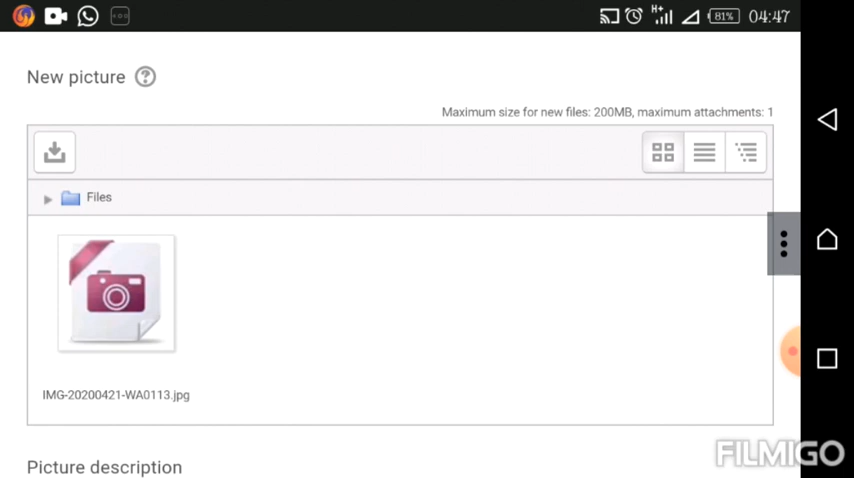 81% 04:47
New picture ?
Maximum size for new files: 200MB, maximum attachments: 1
Files
IMG-20200421-WA0113.jpg
FILMIGO
Picture description